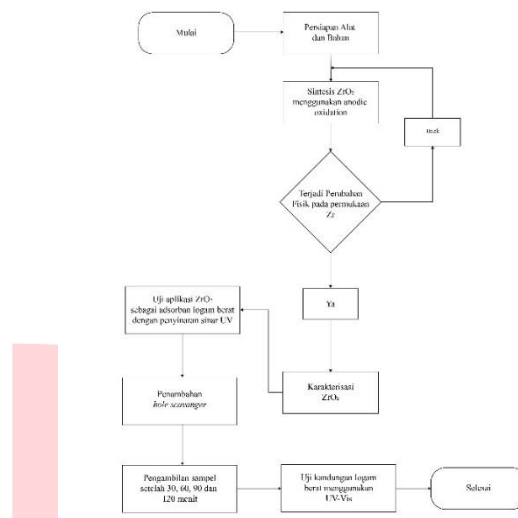 Mulai
Persiapan Alat
dan Bahan
Sintesis ZrO₂
menggunakan anodic
oxidation
Tidak
Terjadi Perubahan
Fisik pada permukaan
Zr
Ya
Karakterisasi
ZrO₂
Uji aplikasi ZrO₂
sebagai adsorban logam berat
dengan penyinaran sinar UV
Penambahan
hole scavanger
Pengambilan sampel
setelah 30, 60, 90 dan
120 menit
Uji kandungan logam
berat menggunakan
UV-Vis
Selesai